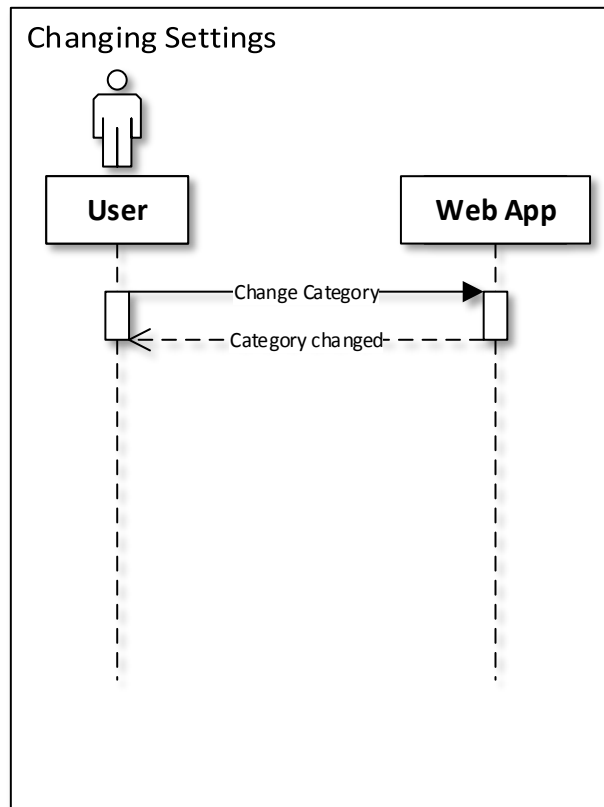 Changing Settings
User
Web App
Change Category
Category changed